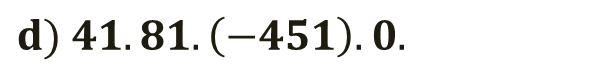 d) 41. 81. (−451). 0.